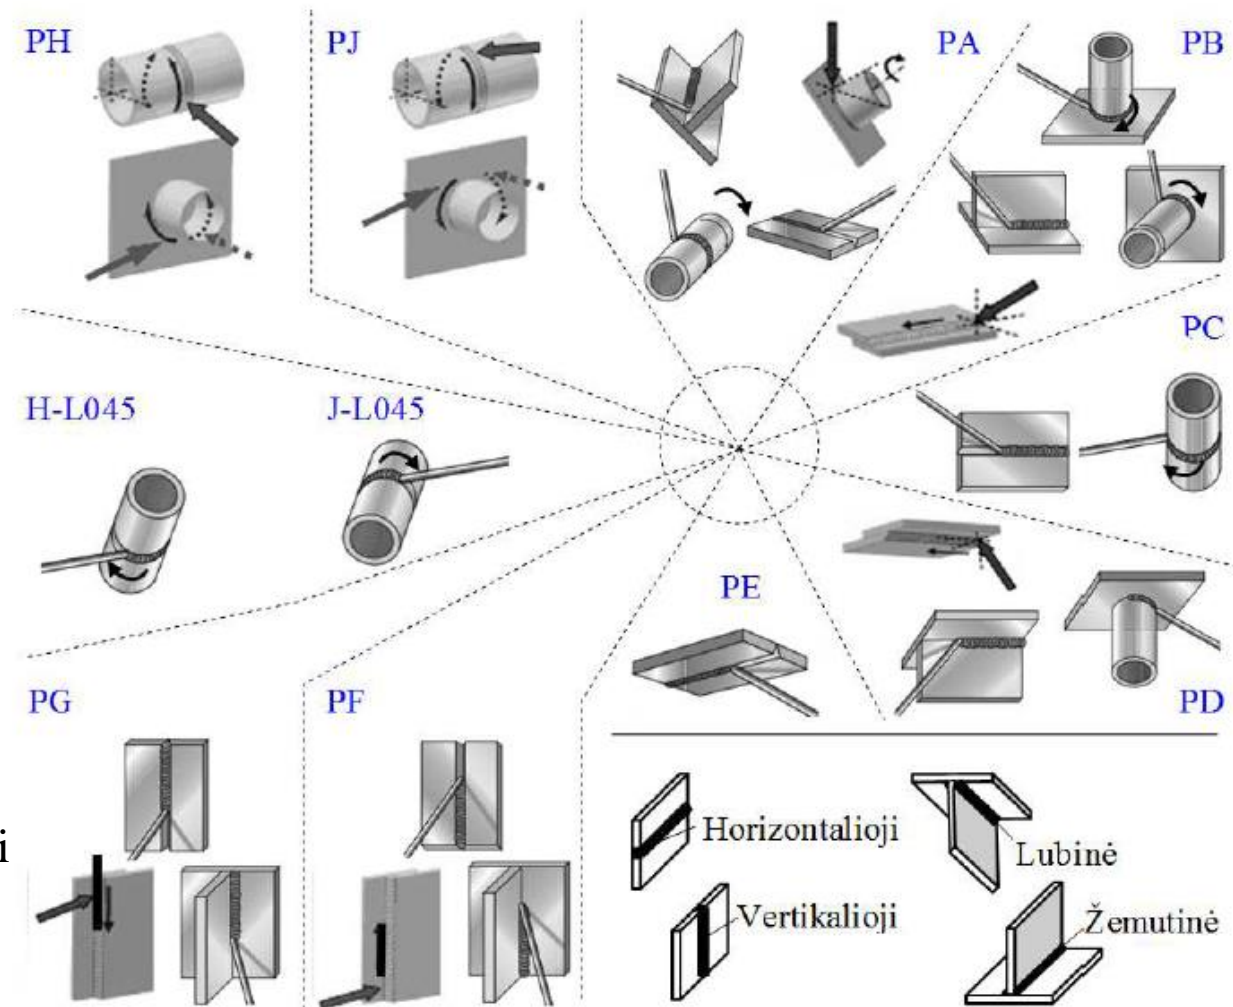 PH
PJ
PA
PB
PC
H-L045
J-L045
PE
PD
PG
PF
i
Horizontalioji
Lubinė
Vertikalioji
Žemutinė